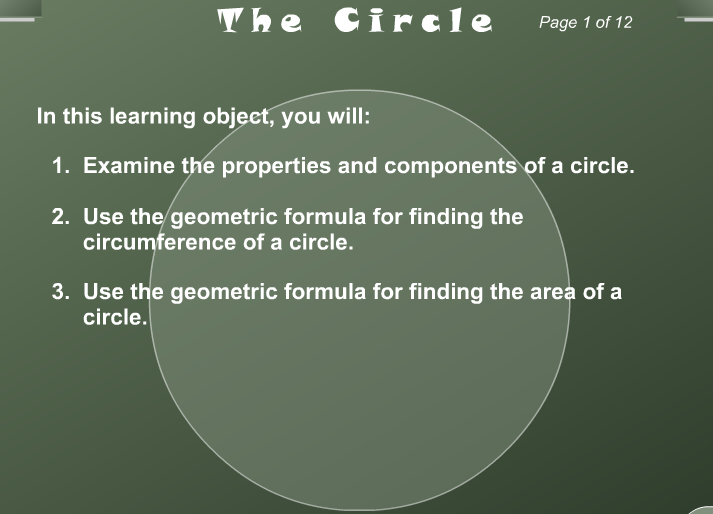 The Circle
Page 1 of 12
In this learning object, you will:
1. Examine the properties and components of a circle.
2. Use the geometric formula for finding the
circumference of a circle.
3. Use the geometric formula for finding the area of a
circle.